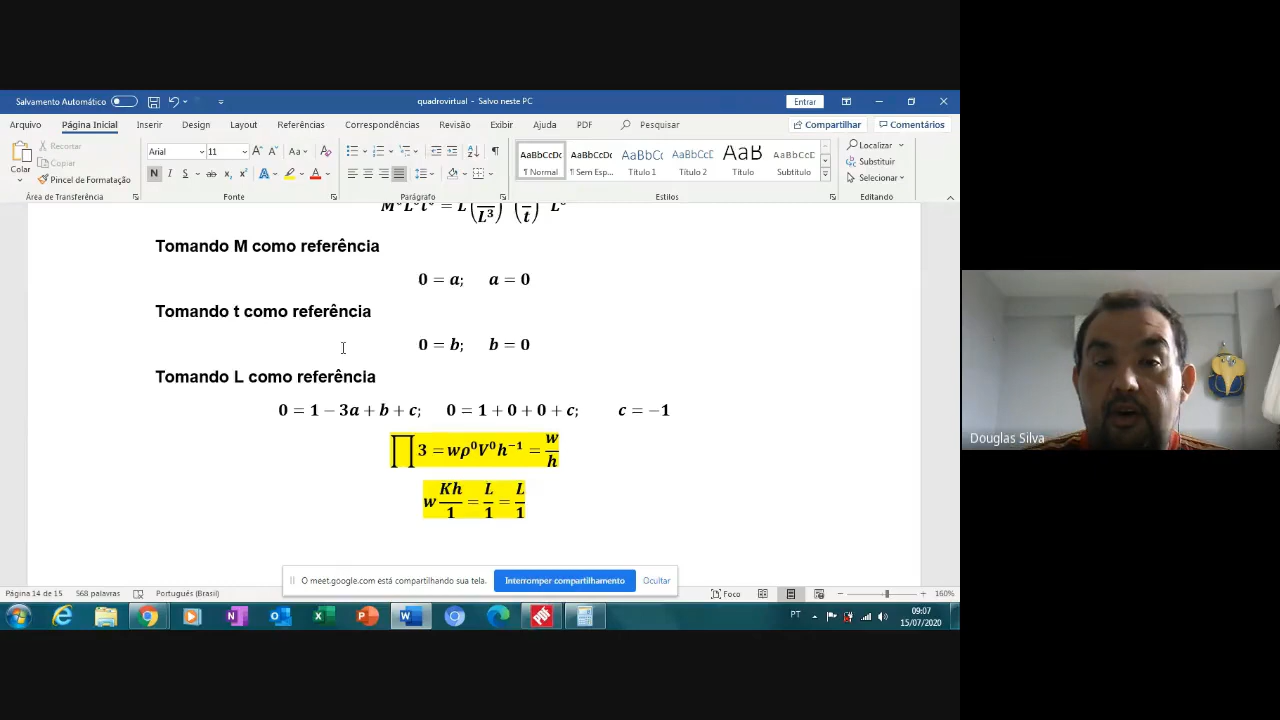 Salvamento Automático
quadrovirtual - Salvo neste PC
Entrar
Arquivo Página Inicial Inserir Design Layout Referências Correspondências Revisão Exibir Ajuda PDF Pesquisar Compartilhar Comentários
Colar
Recortar
Copiar
Pincel de Formatação
Área de Transferência
Arial 11
N I S
Fonte
Parágrafo
AaBbCcDc AaBbCcDc AaBbCc AaBbCcE AaB AaBbCcE
¶ Normal ¶ Sem Esp... Título 1 Título 2 Título Subtítulo
Estilos
Localizar
Substituir
Selecionar
Editando
Tomando M como referência
0 = a; a = 0
Tomando t como referência
0 = b; b = 0
Tomando L como referência
0 = 1 − 3a + b + c; 0 = 1 + 0 + 0 + c; c = −1
∏ 3 = wρ⁰V⁰h⁻¹ = w/h
w Kh/1 = L/1 = L/1
O meet.google.com está compartilhando sua tela. Interromper compartilhamento Ocultar
Página 14 de 15 568 palavras Português (Brasil) Foco 160%
PT 09:07
15/07/2020
Douglas Silva